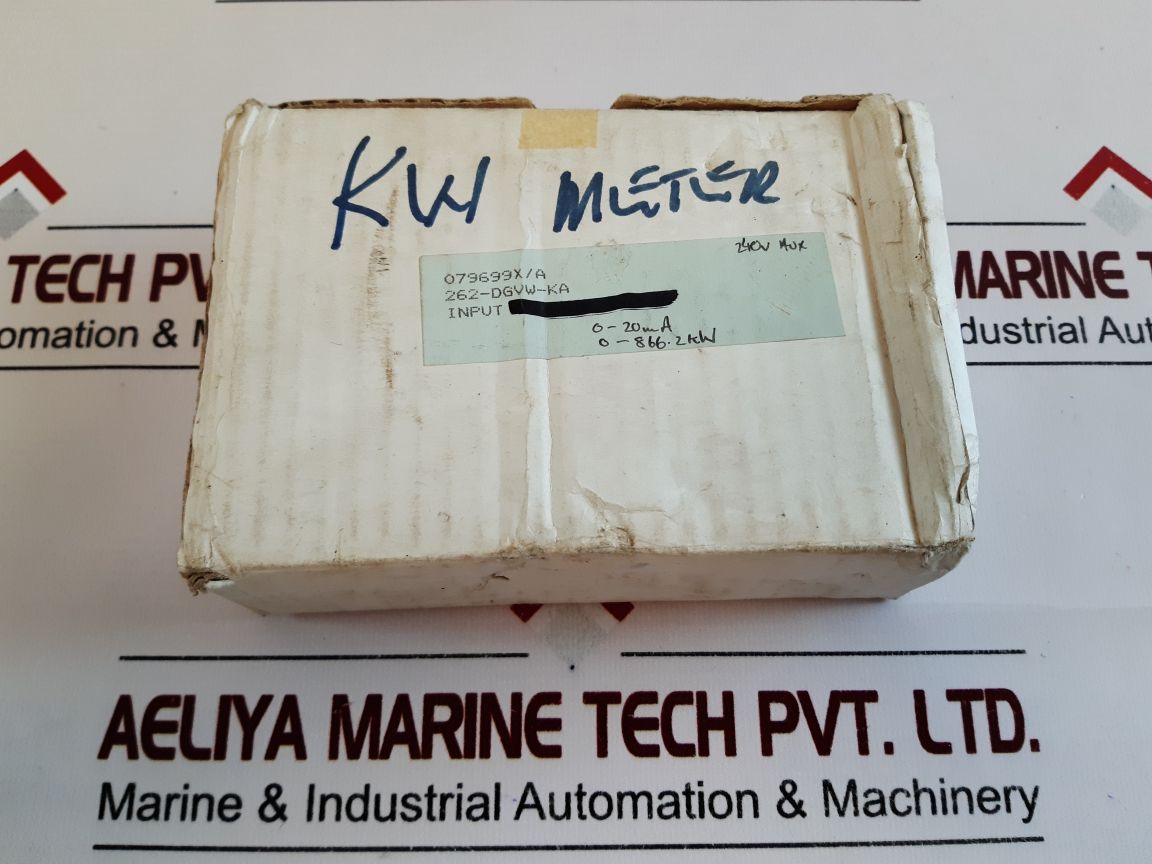 KW METER
240V AUX
079699X/A
262-DGVW-KA
INPUT
0-20mA
0-866.2KW
TECH PV
MARINE T
omation & M
dustrial Aut
AELIYA MARINE TECH PVT. LTD.
Marine & Industrial Automation & Machinery